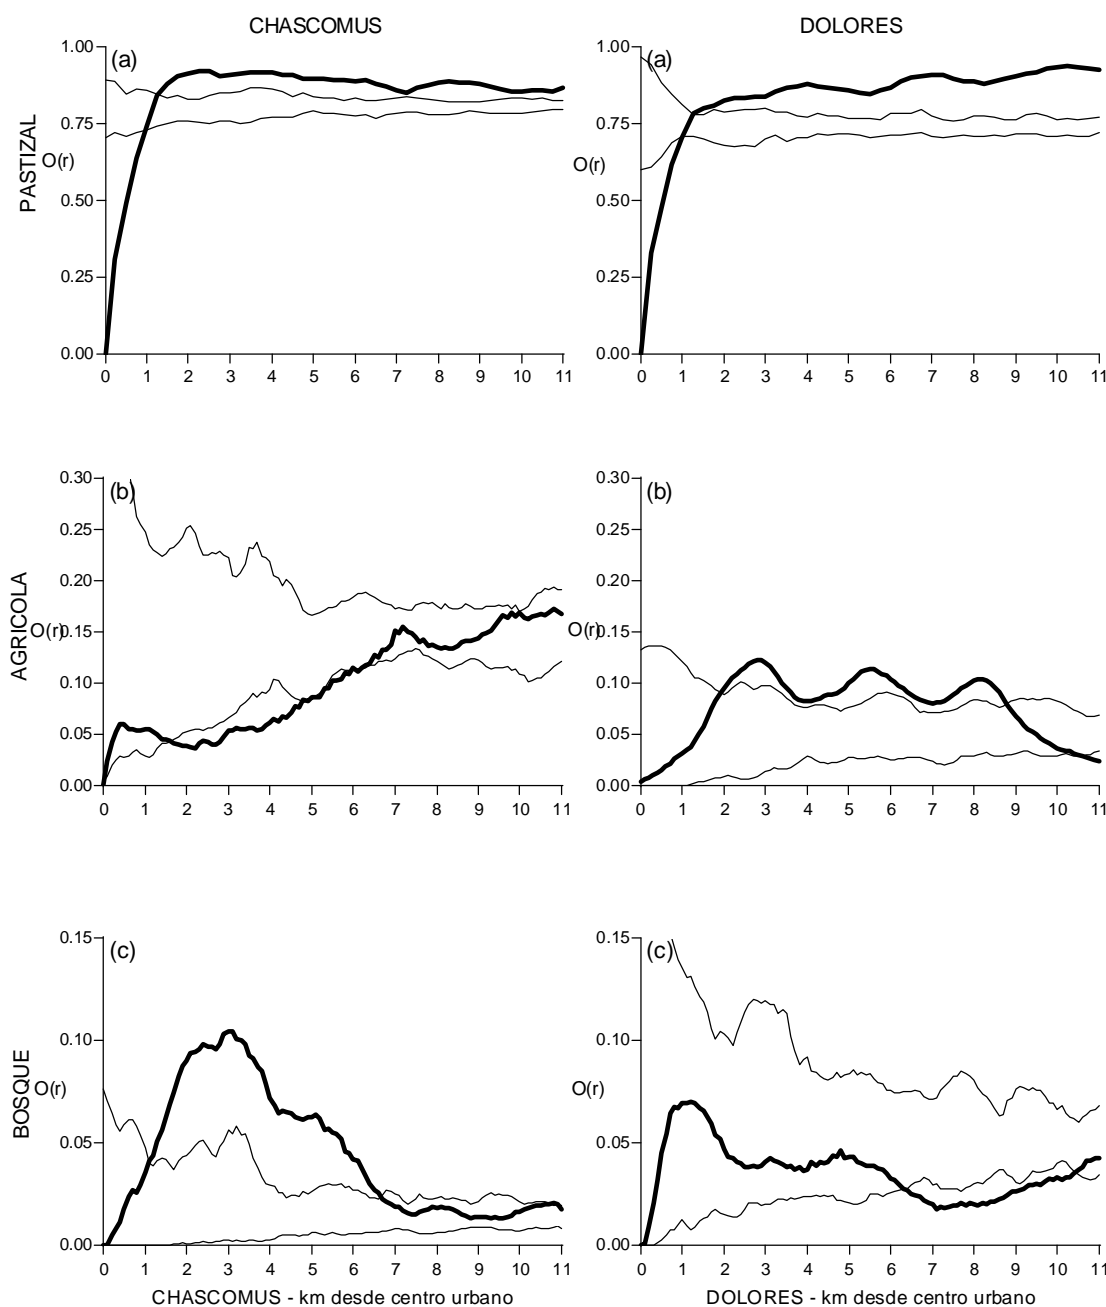 CHASCOMUS
DOLORES
(a)
1.00
0.75
0.50
0.25
0.00
O(r)
PASTIZAL
0 1 2 3 4 5 6 7 8 9 10 11
(a)
1.00
0.75
0.50
0.25
0.00
O(r)
0 1 2 3 4 5 6 7 8 9 10 11
(b)
0.30
0.25
0.20
0.15
0.10
0.05
0.00
O(r)
AGRICOLA
0 1 2 3 4 5 6 7 8 9 10 11
(b)
0.30
0.25
0.20
0.15
0.10
0.05
0.00
O(r)
0 1 2 3 4 5 6 7 8 9 10 11
(c)
0.15
0.10
0.05
0.00
O(r)
BOSQUE
0 1 2 3 4 5 6 7 8 9 10 11
CHASCOMUS - km desde centro urbano
(c)
0.15
0.10
0.05
0.00
O(r)
0 1 2 3 4 5 6 7 8 9 10 11
DOLORES - km desde centro urbano